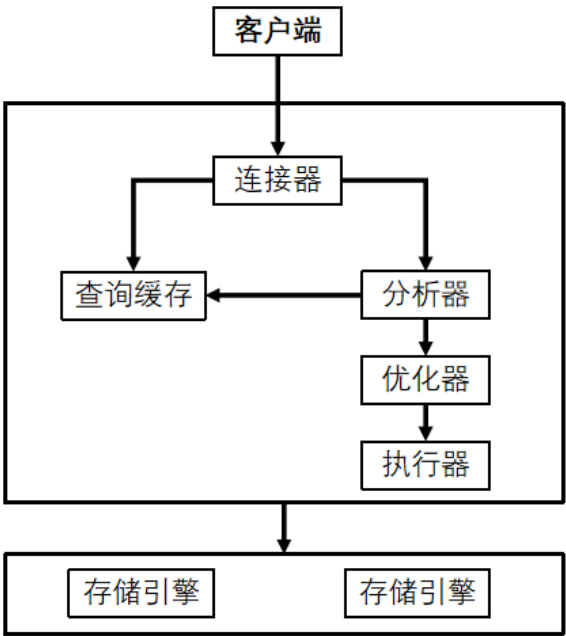 客户端
连接器
查询缓存
分析器
优化器
执行器
存储引擎
存储引擎